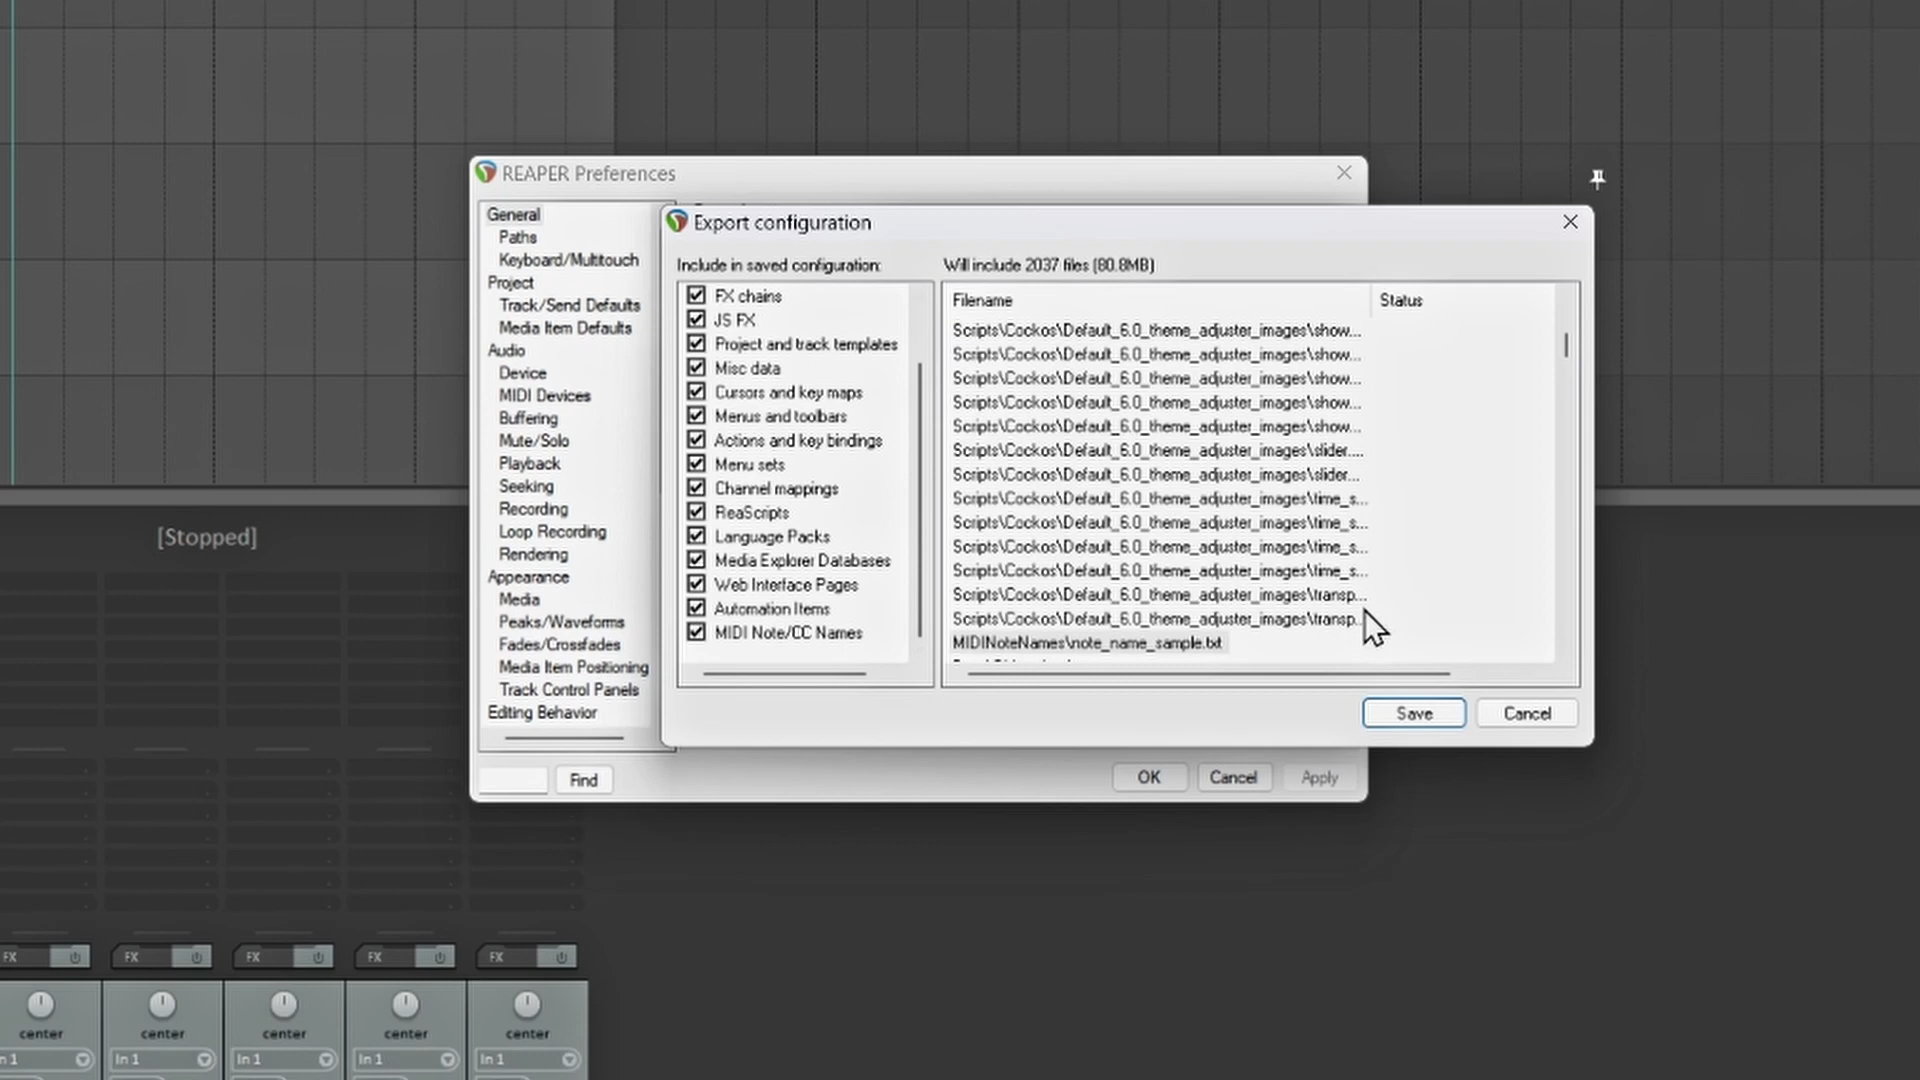 REAPER Preferences
General
Paths
Keyboard/Multitouch
Project
Track/Send Defaults
Media Item Defaults
Audio
Device
MIDI Devices
Buffering
Mute/Solo
Playback
Seeking
Recording
Loop Recording
Rendering
Appearance
Media
Peaks/Waveforms
Fades/Crossfades
Media Item Positioning
Track Control Panels
Editing Behavior
Find
OK
Cancel
Apply
Export configuration
Include in saved configuration:
FX chains
JS FX
Project and track templates
Misc data
Cursors and key maps
Menus and toolbars
Actions and key bindings
Menu sets
Channel mappings
ReaScripts
Language Packs
Media Explorer Databases
Web Interface Pages
Automation Items
MIDI Note/CC Names
Will include 2037 files (80.8MB)
Filename Status
Scripts\Cockos\Default_6.0_theme_adjuster_images\show...
Scripts\Cockos\Default_6.0_theme_adjuster_images\show...
Scripts\Cockos\Default_6.0_theme_adjuster_images\show...
Scripts\Cockos\Default_6.0_theme_adjuster_images\show...
Scripts\Cockos\Default_6.0_theme_adjuster_images\show...
Scripts\Cockos\Default_6.0_theme_adjuster_images\slider....
Scripts\Cockos\Default_6.0_theme_adjuster_images\slider...
Scripts\Cockos\Default_6.0_theme_adjuster_images\time_s...
Scripts\Cockos\Default_6.0_theme_adjuster_images\time_s...
Scripts\Cockos\Default_6.0_theme_adjuster_images\time_s...
Scripts\Cockos\Default_6.0_theme_adjuster_images\time_s...
Scripts\Cockos\Default_6.0_theme_adjuster_images\transp...
Scripts\Cockos\Default_6.0_theme_adjuster_images\transp...
MIDINoteNames\note_name_sample.txt
Save
Cancel
[Stopped]
FX FX FX FX FX
center center center center center
n 1 In 1 In 1 In 1 In 1